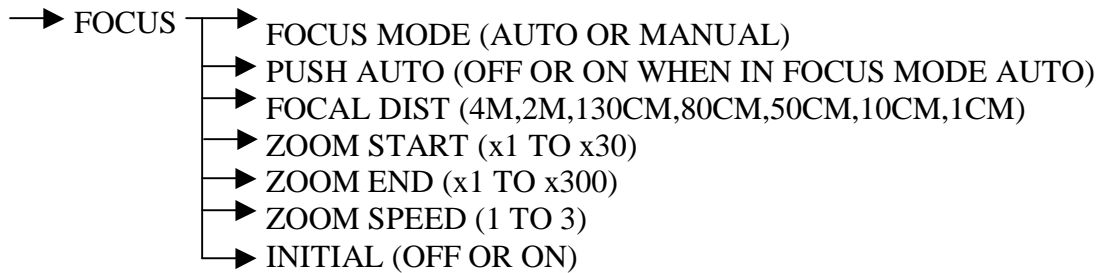 FOCUS
FOCUS MODE (AUTO OR MANUAL)
PUSH AUTO (OFF OR ON WHEN IN FOCUS MODE AUTO)
FOCAL DIST (4M,2M,130CM,80CM,50CM,10CM,1CM)
ZOOM START (x1 TO x30)
ZOOM END (x1 TO x300)
ZOOM SPEED (1 TO 3)
INITIAL (OFF OR ON)